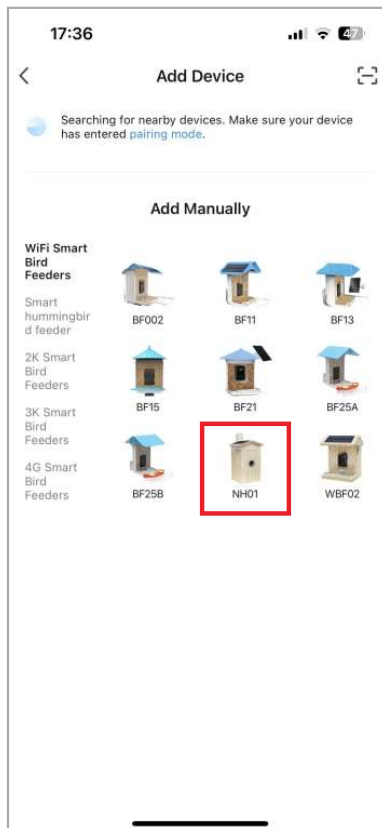 17:36
47
Add Device
Searching for nearby devices. Make sure your device
has entered pairing mode.
Add Manually
WiFi Smart
Bird
Feeders
Smart
hummingbir
d feeder
2K Smart
Bird
Feeders
3K Smart
Bird
Feeders
4G Smart
Bird
Feeders
BF002
BF11
BF13
BF15
BF21
BF25A
BF25B
NH01
WBF02